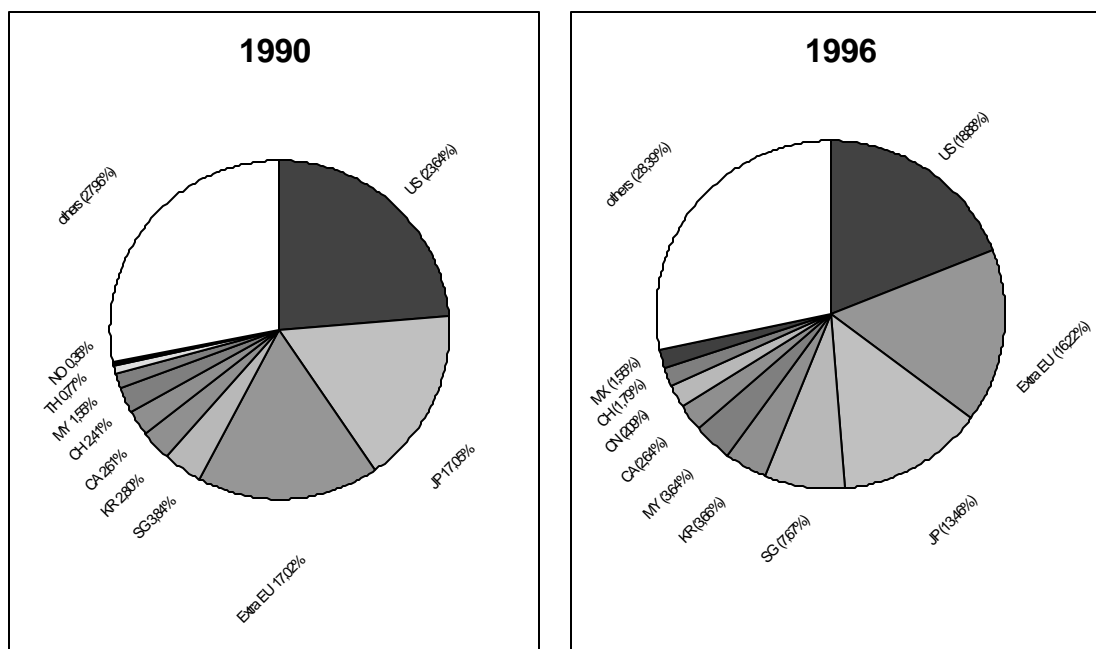 1990
US (23,64%)
JP 17,05%
Extra EU 17,02%
SG 3,84%
KR 2,80%
CA 2,61%
CH 2,41%
MY 1,55%
TH 0,77%
NO 0,35%
others (27,96%)
1996
US (18,88%)
Extra EU (16,22%)
JP (13,46%)
SG (7,67%)
KR (3,66%)
MY (3,64%)
CA (2,64%)
CN (2,09%)
CH (1,79%)
MX (1,55%)
others (28,39%)